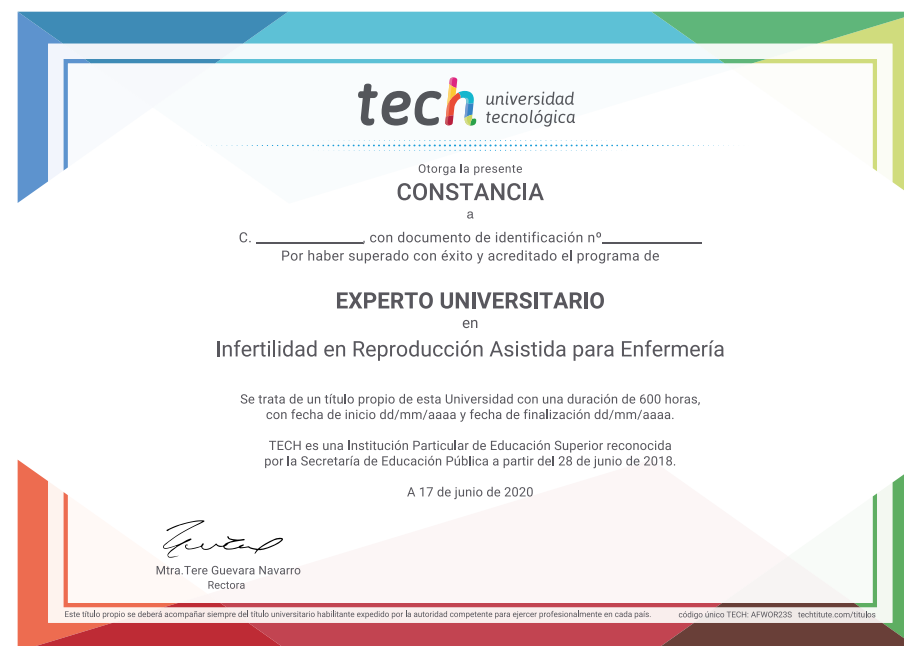 tech universidad
tecnológica
Otorga la presente
CONSTANCIA
a
C. ____________, con documento de identificación nº____________
Por haber superado con éxito y acreditado el programa de
EXPERTO UNIVERSITARIO
en
Infertilidad en Reproducción Asistida para Enfermería
Se trata de un título propio de esta Universidad con una duración de 600 horas,
con fecha de inicio dd/mm/aaaa y fecha de finalización dd/mm/aaaa.
TECH es una Institución Particular de Educación Superior reconocida
por la Secretaría de Educación Pública a partir del 28 de junio de 2018.
A 17 de junio de 2020
Mtra.Tere Guevara Navarro
Rectora
Este título propio se deberá acompañar siempre del título universitario habilitante expedido por la autoridad competente para ejercer profesionalmente en cada país. código único TECH: AFWOR23S techtitute.com/titulos